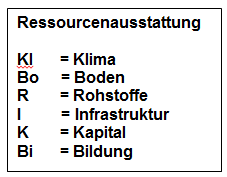 Ressourcenausstattung
Kl = Klima
Bo = Boden
R = Rohstoffe
I = Infrastruktur
K = Kapital
Bi = Bildung